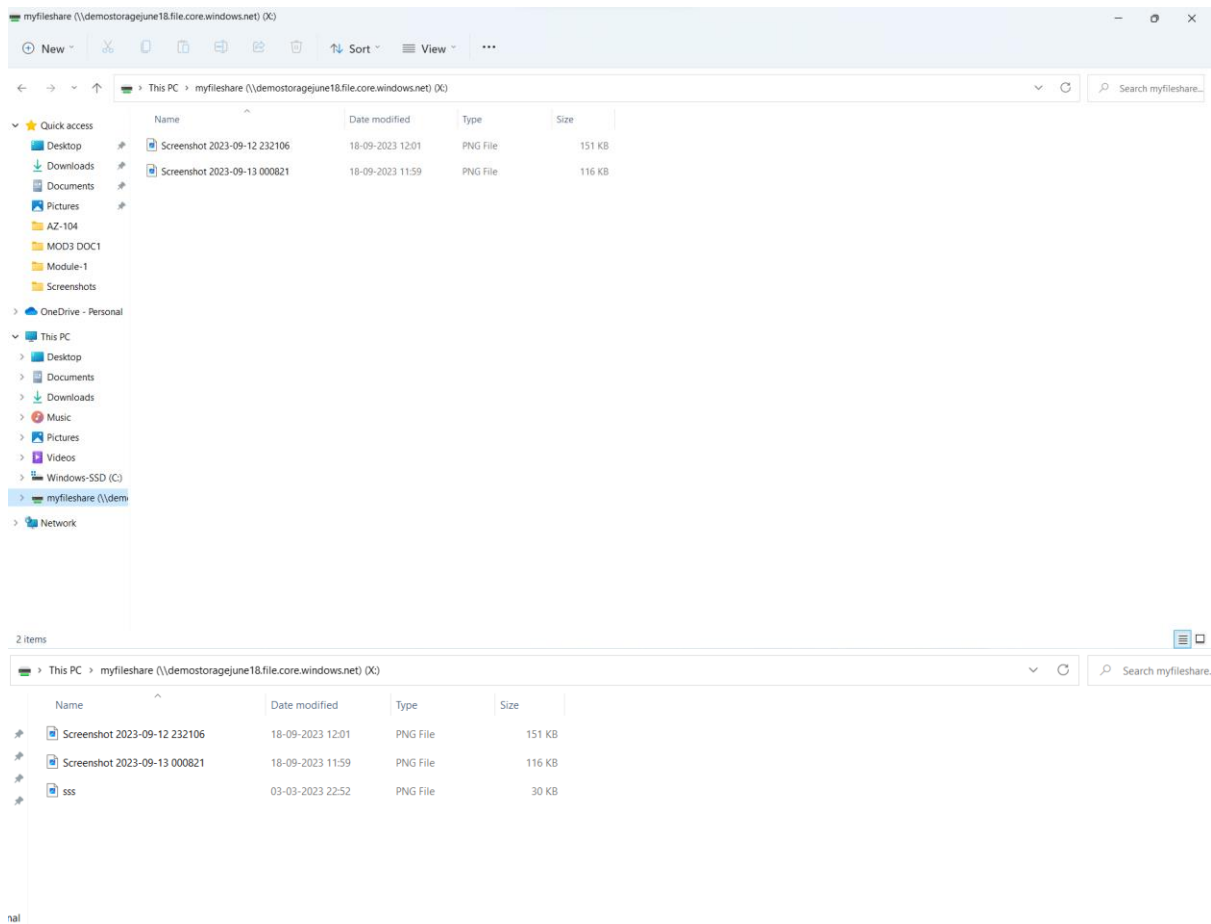 myfileshare (\\demostoragejune18.file.core.windows.net) (X:)
New Sort View
This PC > myfileshare (\\demostoragejune18.file.core.windows.net) (X:) Search myfileshare...
Name Date modified Type Size
Screenshot 2023-09-12 232106 18-09-2023 12:01 PNG File 151 KB
Screenshot 2023-09-13 000821 18-09-2023 11:59 PNG File 116 KB
Quick access
Desktop
Downloads
Documents
Pictures
AZ-104
MOD3 DOC1
Module-1
Screenshots
OneDrive - Personal
This PC
Desktop
Documents
Downloads
Music
Pictures
Videos
Windows-SSD (C:)
myfileshare (\\dem
Network
2 items
This PC > myfileshare (\\demostoragejune18.file.core.windows.net) (X:) Search myfileshare.
Name Date modified Type Size
Screenshot 2023-09-12 232106 18-09-2023 12:01 PNG File 151 KB
Screenshot 2023-09-13 000821 18-09-2023 11:59 PNG File 116 KB
sss 03-03-2023 22:52 PNG File 30 KB
nal